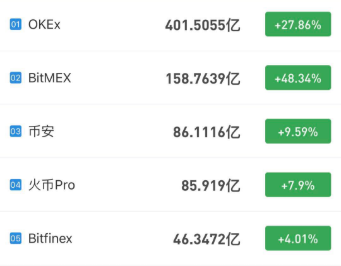 01 OKEx 401.5055亿 +27.86%
02 BitMEX 158.7639亿 +48.34%
03 币安 86.1116亿 +9.59%
04 火币Pro 85.919亿 +7.9%
05 Bitfinex 46.3472亿 +4.01%